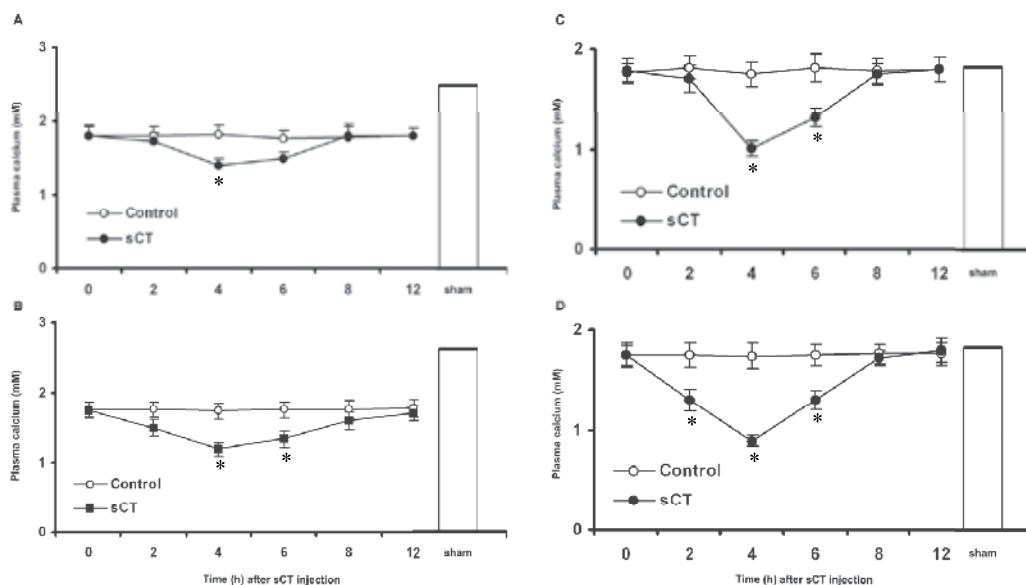 A
Plasma calcium (mM)
3
2
1
0
*
Control
sCT
0 2 4 6 8 12 sham
B
Plasma calcium (mM)
3
2
1
0
* *
Control
sCT
0 2 4 6 8 12 sham
Time (h) after sCT injection
C
Plasma calcium (mM)
2
1
0
* *
Control
sCT
0 2 4 6 8 12 sham
D
Plasma calcium (mM)
2
1
0
* * *
Control
sCT
0 2 4 6 8 12 sham
Time (h) after sCT injection